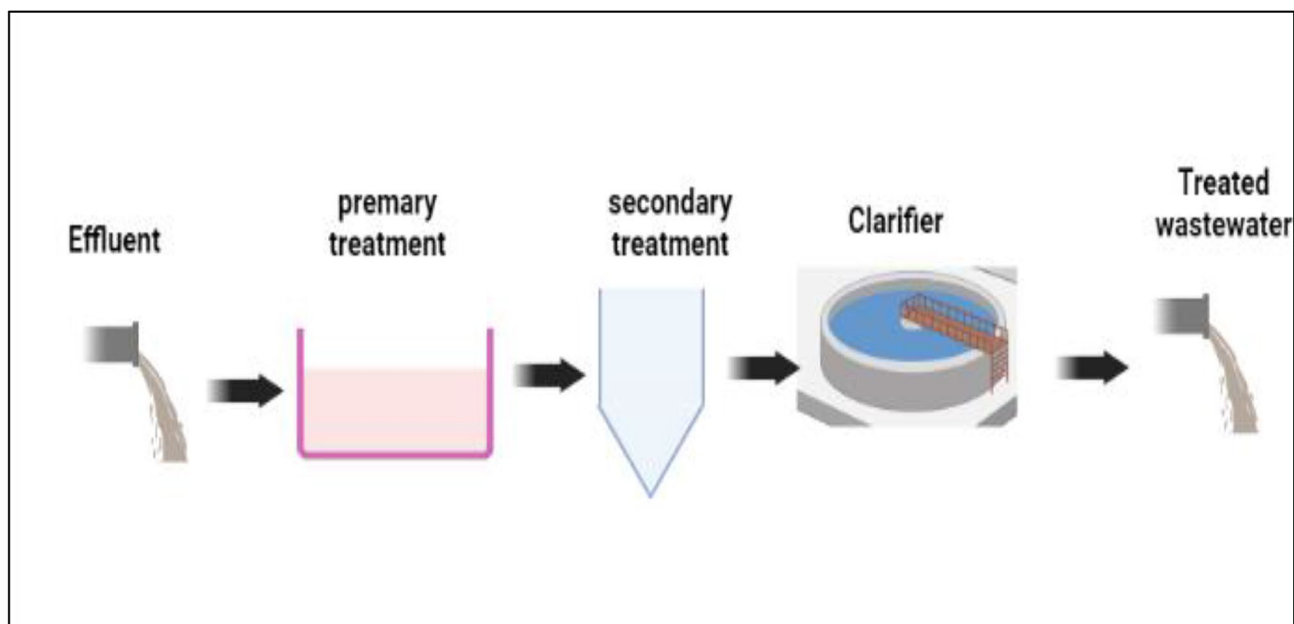 Effluent
premary
treatment
secondary
treatment
Clarifier
Treated
wastewater